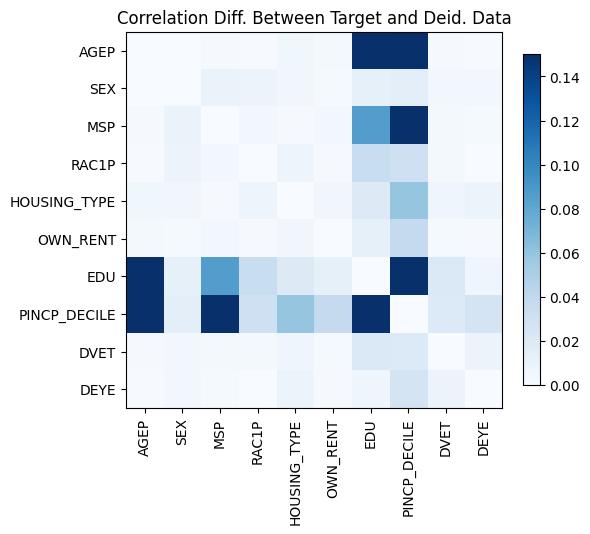 Correlation Diff. Between Target and Deid. Data
AGEP
SEX
MSP
RAC1P
HOUSING_TYPE
OWN_RENT
EDU
PINCP_DECILE
DVET
DEYE
AGEP
SEX
MSP
RAC1P
HOUSING_TYPE
OWN_RENT
EDU
PINCP_DECILE
DVET
DEYE
0.14
0.12
0.10
0.08
0.06
0.04
0.02
0.00